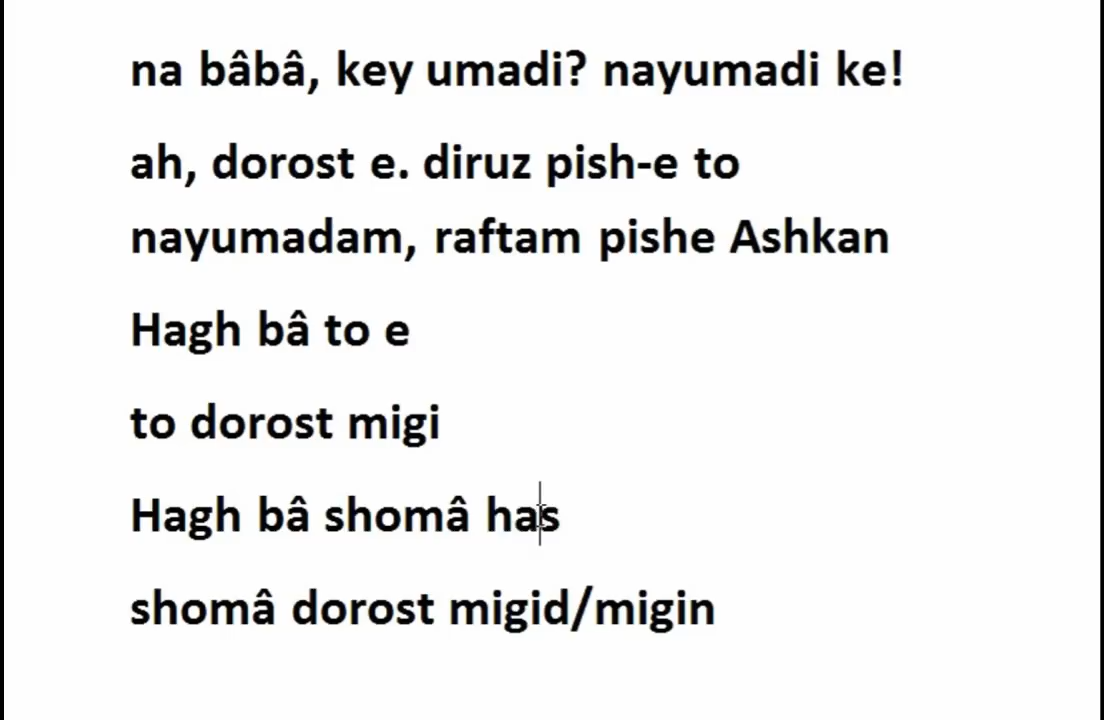 na bâbâ, key umadi? nayumadi ke!
ah, dorost e. diruz pish-e to
nayumadam, raftam pishe Ashkan
Hagh bâ to e
to dorost migi
Hagh bâ shomâ has
shomâ dorost migid/migin